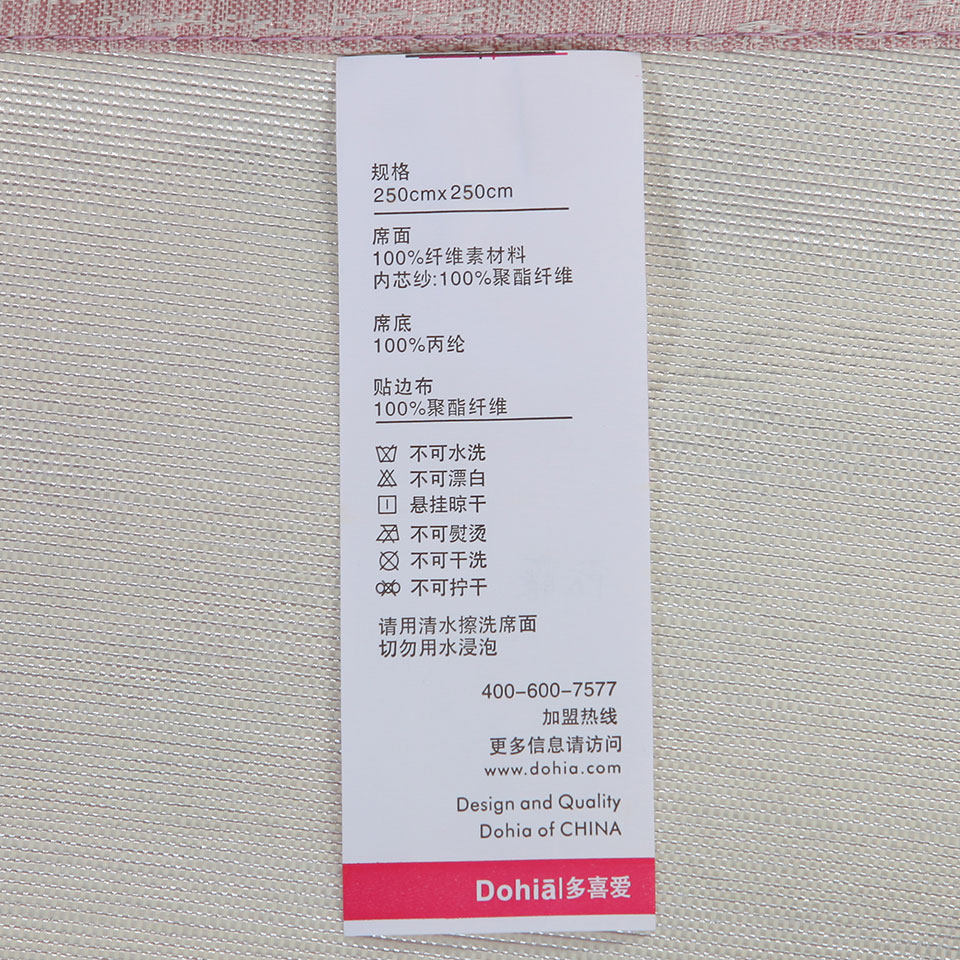 规格
250cmx250cm
席面
100%纤维素材料
内芯纱:100%聚酯纤维
席底
100%丙纶
贴边布
100%聚酯纤维
不可水洗
不可漂白
悬挂晾干
不可熨烫
不可干洗
不可拧干
请用清水擦洗席面
切勿用水浸泡
400-600-7577
加盟热线
更多信息请访问
www.dohia.com
Design and Quality
Dohia of CHINA
Dohiā|多喜爱